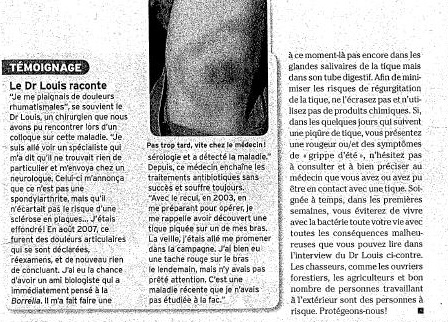 TÉMOIGNAGE
Le Dr Louis raconte
"Je me plaignais de douleurs
rhumatismales", se souvient le
Dr Louis, un chirurgien que nous
avons pu rencontrer lors d'un
colloque sur cette maladie. "Je
suis allé voir un spécialiste qui
m'a dit qu'il ne trouvait rien de
particulier et m'envoya chez un
neurologue. Celui-ci m'annonça
que ce n'est pas une
spondylarthrite, mais qu'il
n'écartait pas le risque d'une
sclérose en plaques... J'étais
effondré! En août 2007, ce
furent des douleurs articulaires
qui se sont déclarées,
réexamens, et de nouveau rien
de concluant. J'ai eu la chance
d'avoir un ami biologiste qui a
immédiatement pensé à la
Borrelia. Il m'a fait faire une
Pas trop tard, vite chez le médecin!
sérologie et a détecté la maladie."
Depuis, ce médecin enchaîne les
traitements antibiotiques sans
succès et souffre toujours.
"Avec le recul, en 2003, en
me préparant pour opérer, je
me rappelle avoir découvert une
tique piquée sur un de mes bras.
La veille, j'étais allé me promener
dans la campagne. J'ai bien eu
une tache rouge sur le bras
le lendemain, mais n'y avais pas
prêté attention. C'est une
maladie récente que je n'avais
pas étudiée à la fac."
à ce moment-là pas encore dans les
glandes salivaires de la tique mais
dans son tube digestif. Afin de mini-
miser les risques de régurgitation
de la tique, ne l'écrasez pas et n'uti-
lisez pas de produits chimiques. Si,
dans les quelques jours qui suivent
une piqûre de tique, vous présentez
une rougeur ou/et des symptômes
de « grippe d'été », n'hésitez pas
à consulter et à bien préciser au
médecin que vous avez ou avez pu
être en contact avec une tique. Soi-
gnée à temps, dans les premières
semaines, vous éviterez de vivre
avec la bactérie toute votre vie avec
toutes les conséquences malheu-
reuses que vous pouvez lire dans
l'interview du Dr Louis ci-contre.
Les chasseurs, comme les ouvriers
forestiers, les agriculteurs et bon
nombre de personnes travaillant
à l'extérieur sont des personnes à
risque. Protégeons-nous!